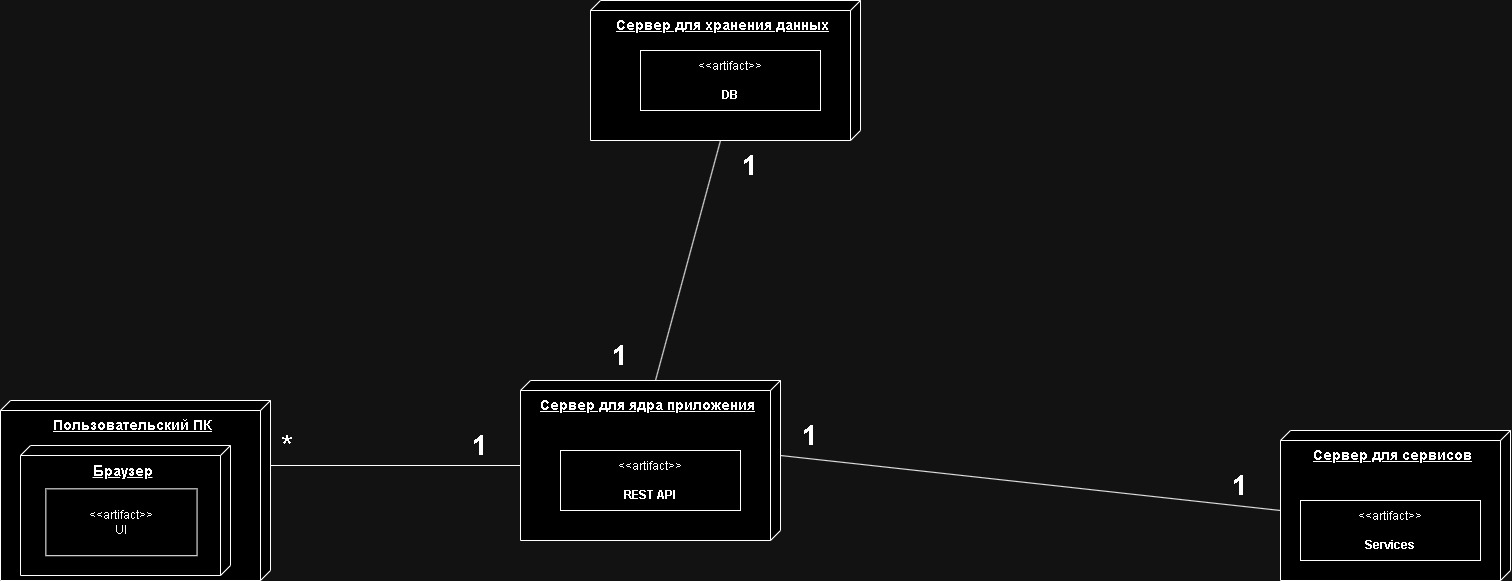 Сервер для хранения данных
<<artifact>>
DB
1
1
Сервер для ядра приложения
<<artifact>>
REST API
Пользовательский ПК
Браузер
<<artifact>>
UI
*
1
1
1
Сервер для сервисов
<<artifact>>
Services